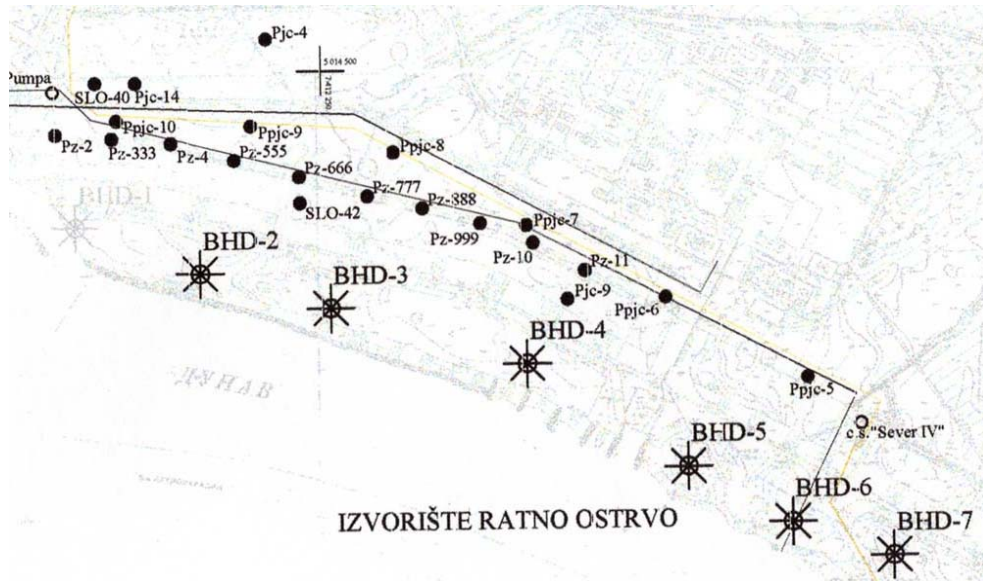 Pjc-4
5 014 500
7 412 250
Pumpa
SLO-40
Pjc-14
Ppjc-10
Ppjc-9
Ppjc-8
Pz-2
Pz-333
Pz-4
Pz-555
Pz-666
Pz-777
SLO-42
Pz-888
Pz-999
Ppjc-7
Pz-10
Pz-11
Pjc-9
Ppjc-6
Ppjc-5
BHD-1
BHD-2
BHD-3
BHD-4
ДУНАВ
c.s."Sever IV"
BHD-5
BHD-6
BHD-7
IZVORIŠTE RATNO OSTRVO